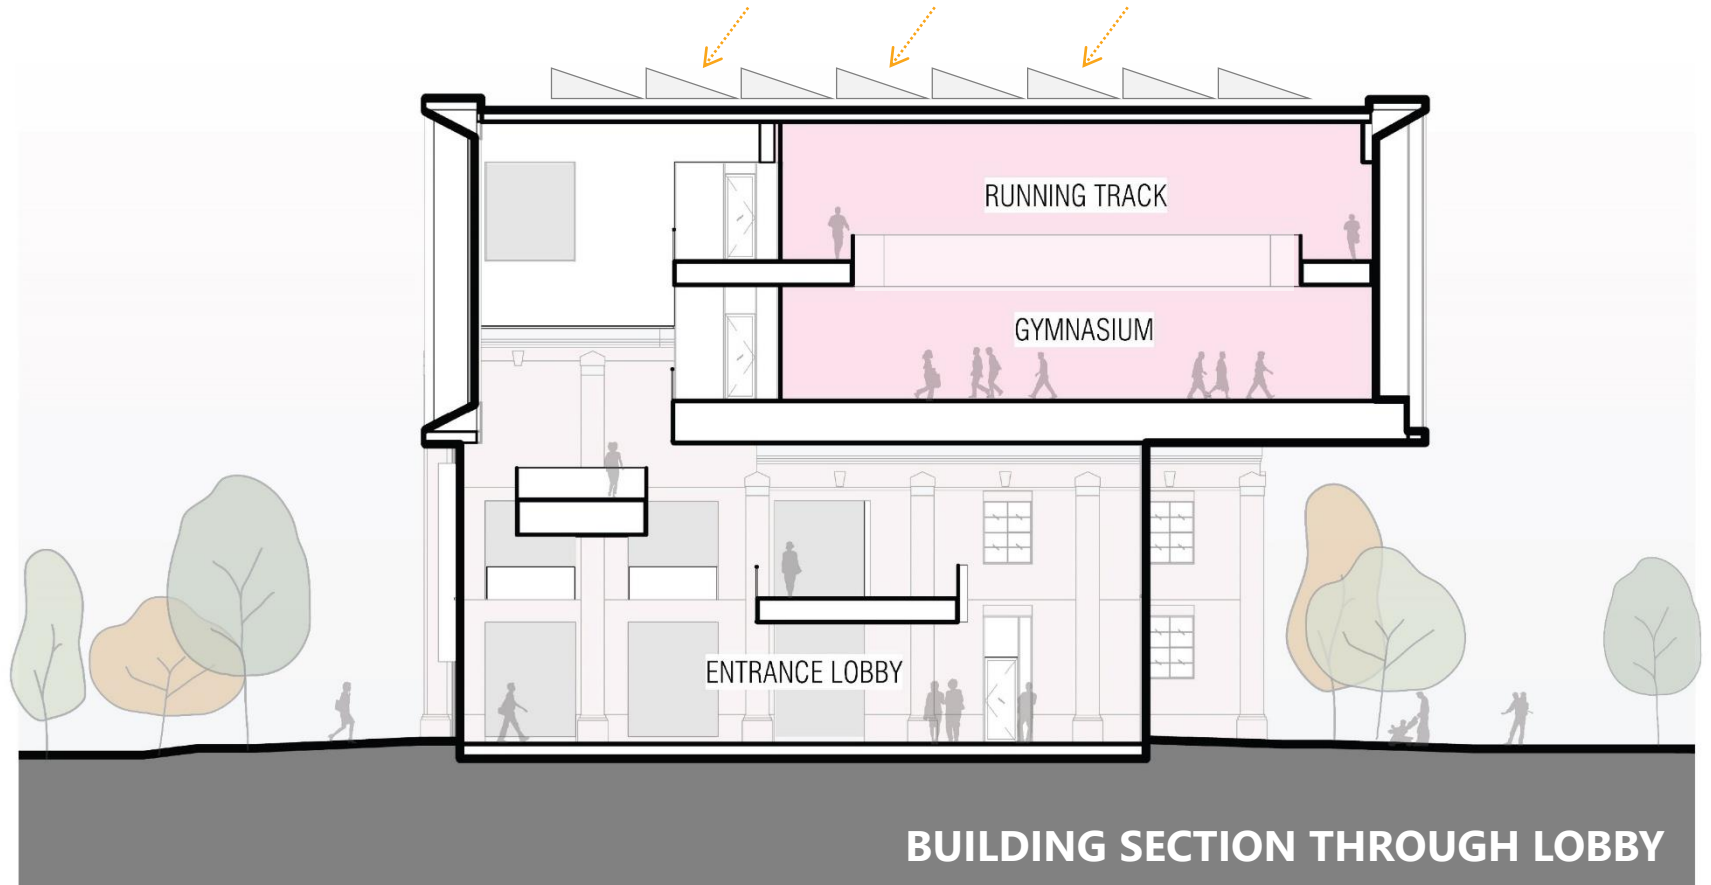 RUNNING TRACK
GYMNASIUM
ENTRANCE LOBBY
BUILDING SECTION THROUGH LOBBY